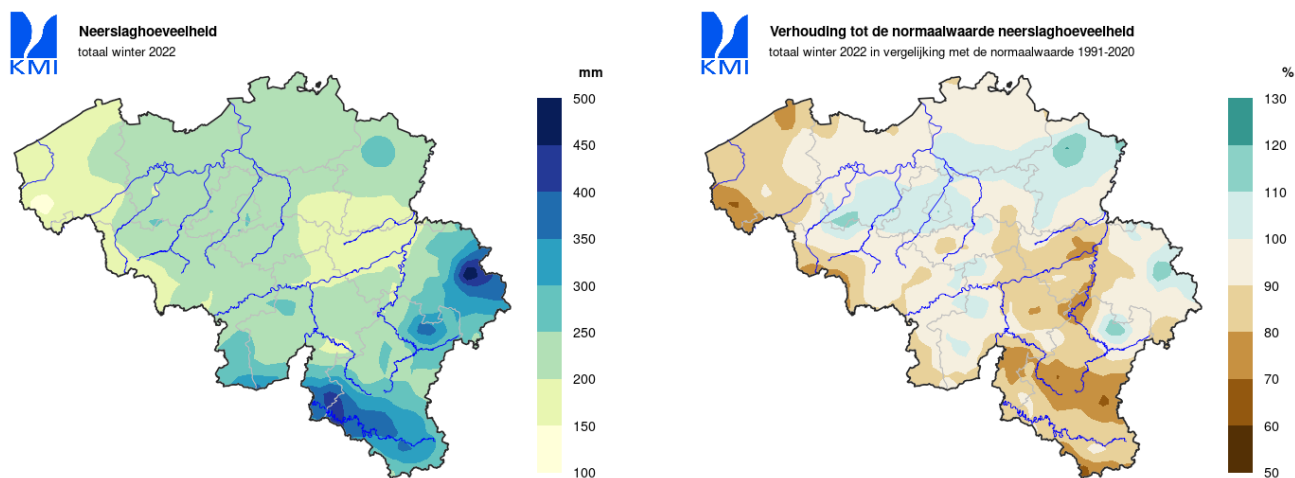 KMI
Neerslaghoeveelheid
totaal winter 2022
mm
500
450
400
350
300
250
200
150
100
KMI
Verhouding tot de normaalwaarde neerslaghoeveelheid
totaal winter 2022 in vergelijking met de normaalwaarde 1991-2020
%
130
120
110
100
90
80
70
60
50